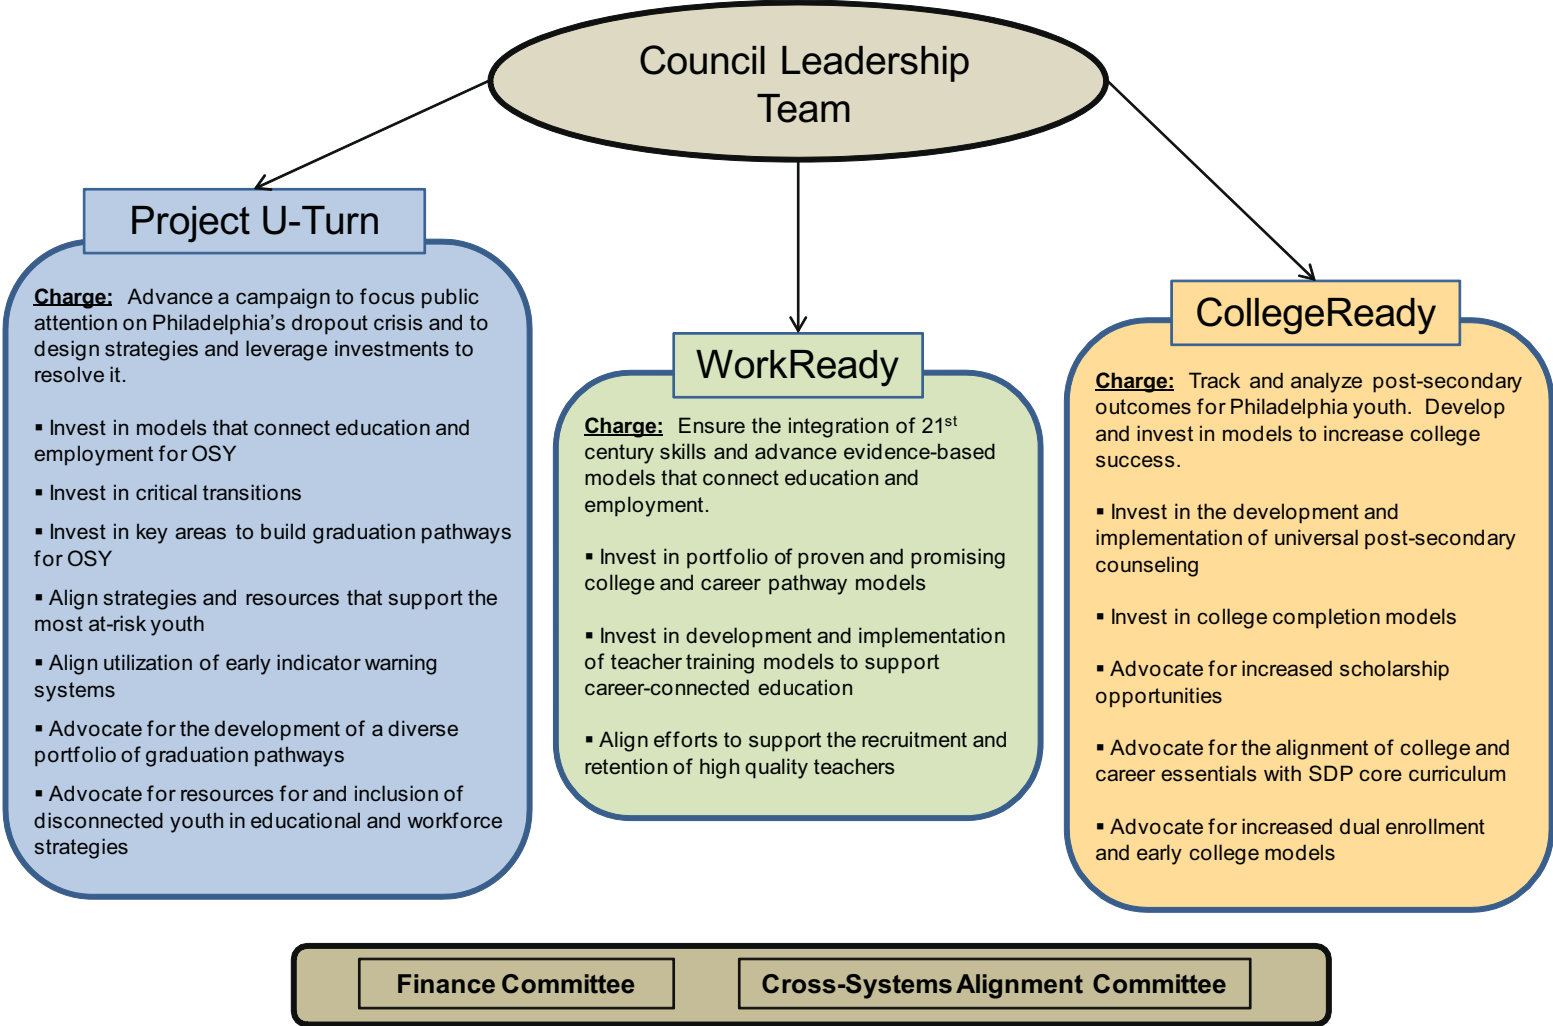 Council Leadership
Team
Project U-Turn
Charge: Advance a campaign to focus public
attention on Philadelphia's dropout crisis and to
design strategies and leverage investments to
resolve it.
▪ Invest in models that connect education and
employment for OSY
▪ Invest in critical transitions
▪ Invest in key areas to build graduation pathways
for OSY
▪ Align strategies and resources that support the
most at-risk youth
▪ Align utilization of early indicator warning
systems
▪ Advocate for the development of a diverse
portfolio of graduation pathways
▪ Advocate for resources for and inclusion of
disconnected youth in educational and workforce
strategies
WorkReady
Charge: Ensure the integration of 21st
century skills and advance evidence-based
models that connect education and
employment.
▪ Invest in portfolio of proven and promising
college and career pathway models
▪ Invest in development and implementation
of teacher training models to support
career-connected education
▪ Align efforts to support the recruitment and
retention of high quality teachers
CollegeReady
Charge: Track and analyze post-secondary
outcomes for Philadelphia youth. Develop
and invest in models to increase college
success.
▪ Invest in the development and
implementation of universal post-secondary
counseling
▪ Invest in college completion models
▪ Advocate for increased scholarship
opportunities
▪ Advocate for the alignment of college and
career essentials with SDP core curriculum
▪ Advocate for increased dual enrollment
and early college models
Finance Committee
Cross-Systems Alignment Committee